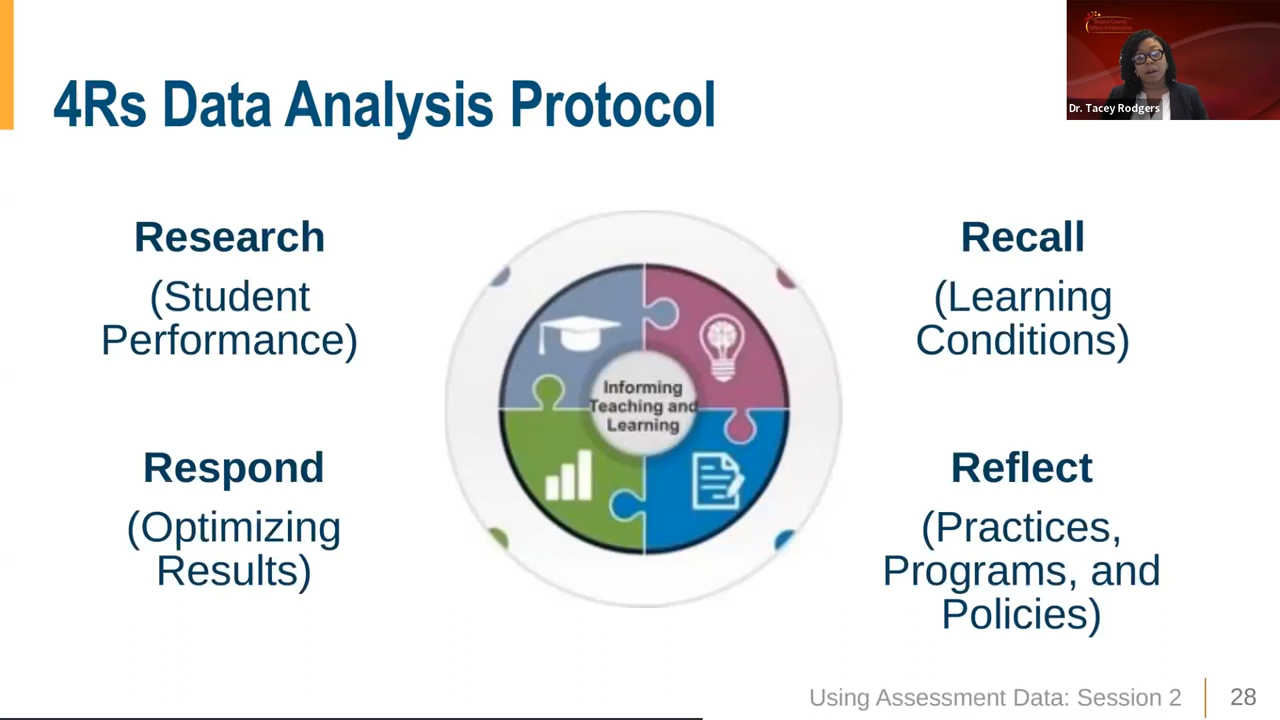 4Rs Data Analysis Protocol
Dr. Tacey Rodgers
Research
(Student
Performance)
Recall
(Learning
Conditions)
Informing
Teaching and
Learning
Respond
(Optimizing
Results)
Reflect
(Practices,
Programs, and
Policies)
Using Assessment Data: Session 2
28